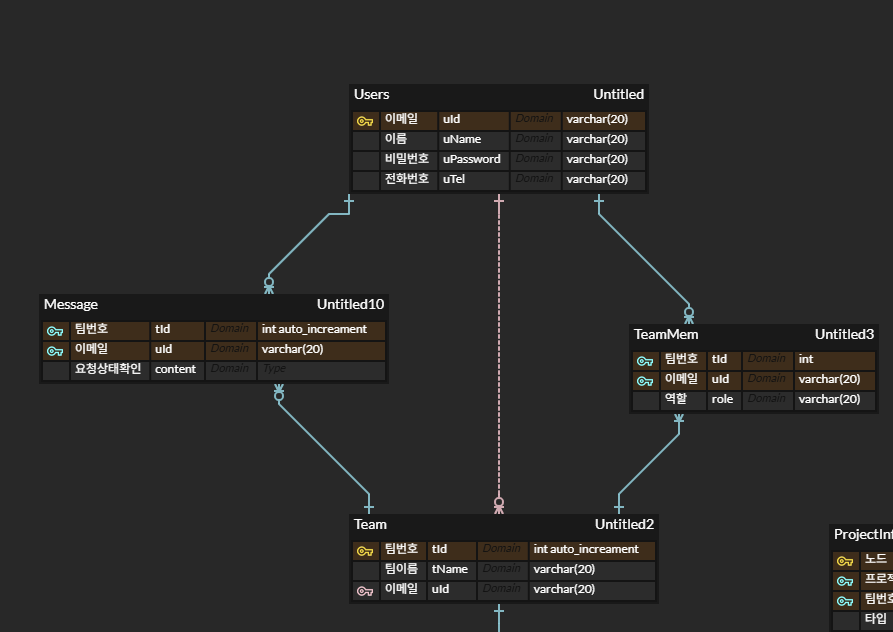 Users Untitled
이메일 uId Domain varchar(20)
이름 uName Domain varchar(20)
비밀번호 uPassword Domain varchar(20)
전화번호 uTel Domain varchar(20)
Message Untitled10
팀번호 tId Domain int auto_increament
이메일 uId Domain varchar(20)
요청상태확인 content Domain Type
TeamMem Untitled3
팀번호 tId Domain int
이메일 uId Domain varchar(20)
역할 role Domain varchar(20)
Team Untitled2
팀번호 tId Domain int auto_increament
팀이름 tName Domain varchar(20)
이메일 uId Domain varchar(20)
ProjectInf
노드
프로젝
팀번호
타입